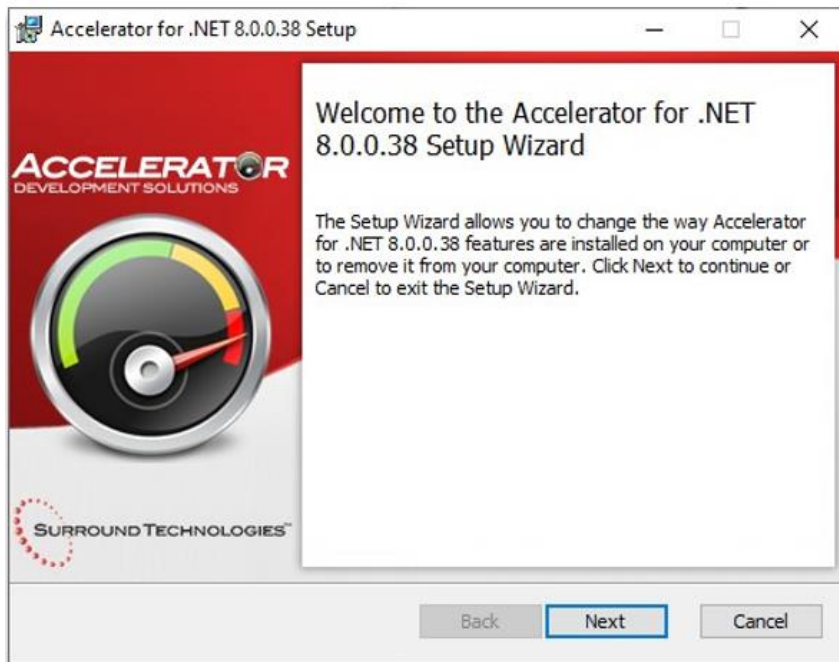 Accelerator for .NET 8.0.0.38 Setup
Welcome to the Accelerator for .NET
8.0.0.38 Setup Wizard
ACCELERATOR
DEVELOPMENT SOLUTIONS
The Setup Wizard allows you to change the way Accelerator
for .NET 8.0.0.38 features are installed on your computer or
to remove it from your computer. Click Next to continue or
Cancel to exit the Setup Wizard.
SURROUND TECHNOLOGIES™
Back
Next
Cancel